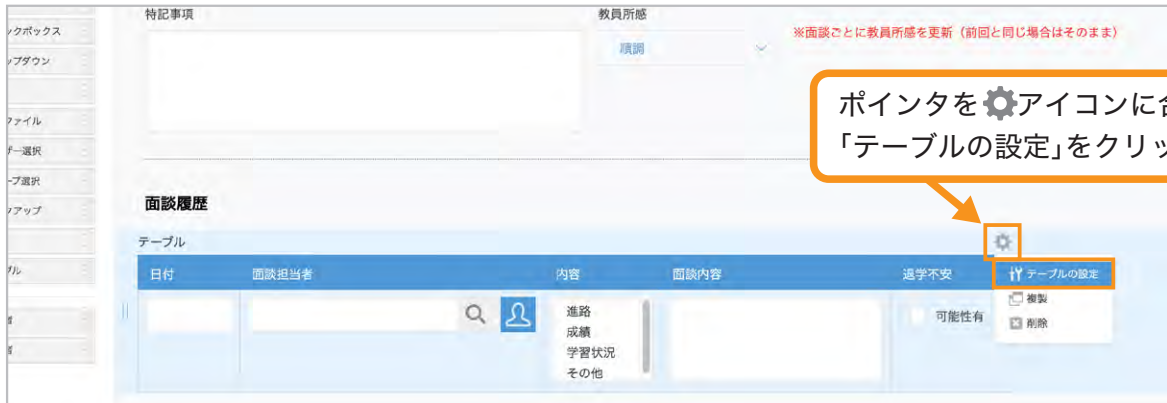 特記事項
教員所感
※面談ごとに教員所感を更新（前回と同じ場合はそのまま）
順調
ックボックス
ップダウン
ファイル
ザー選択
ープ選択
クアップ
ブル
ポインタを アイコンに合
「テーブルの設定」をクリッ
面談履歴
テーブル
日付 面談担当者 内容 面談内容 退学不安 テーブルの設定
複製
削除
進路
成績
学習状況
その他
可能性有